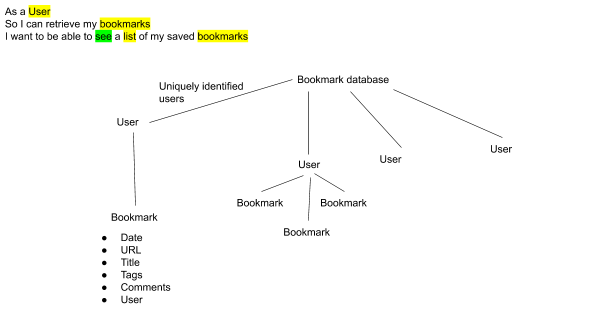 As a User
So I can retrieve my bookmarks
I want to be able to see a list of my saved bookmarks
Bookmark database
Uniquely identified
users
User
User
User
User
Bookmark
Bookmark
Bookmark
Bookmark
● Date
● URL
● Title
● Tags
● Comments
● User